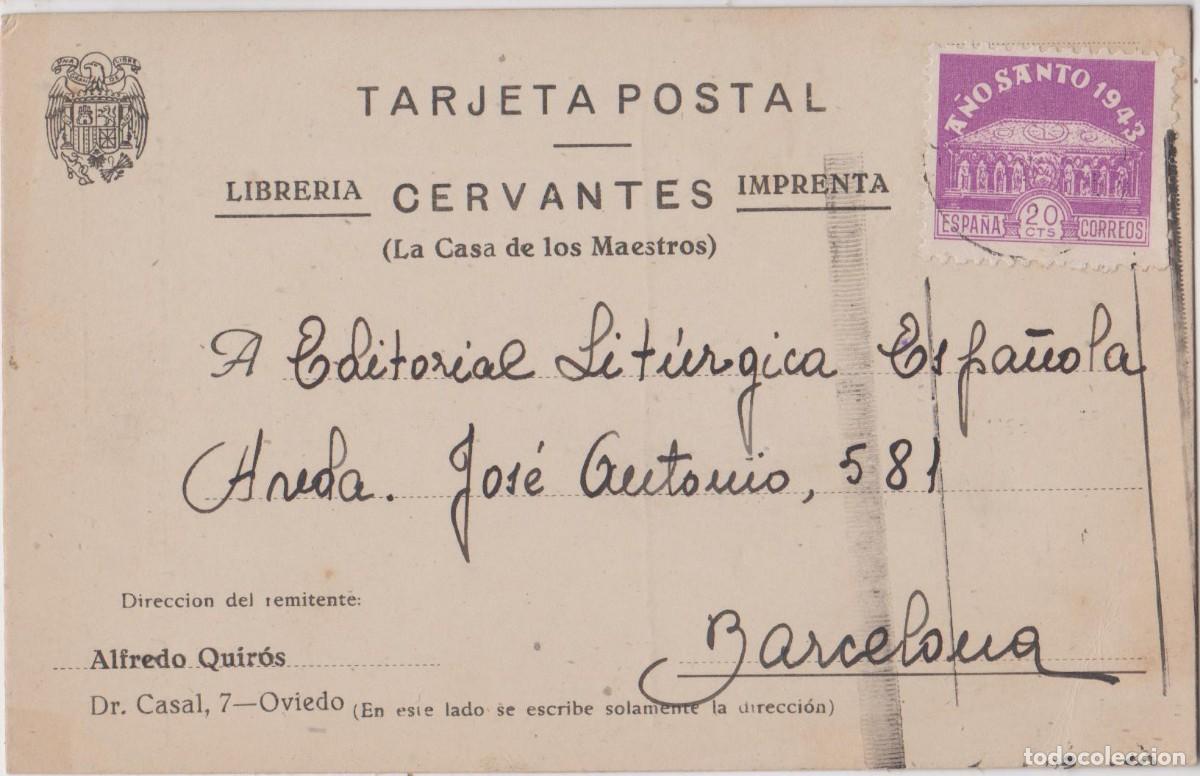 TARJETA POSTAL
LIBRERIA CERVANTES IMPRENTA
(La Casa de los Maestros)
AÑO SANTO 1943
ESPAÑA 20 CTS CORREOS
A Editorial Litúrgica Española
Avda. José Antonio, 581
Barcelona
Direccion del remitente:
Alfredo Quirós
Dr. Casal, 7—Oviedo (En este lado se escribe solamente la dirección)
todocoleccion